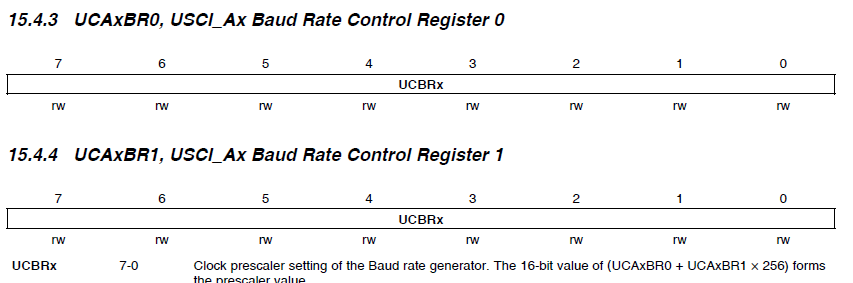 15.4.3 UCAxBR0, USCI_Ax Baud Rate Control Register 0
7 6 5 4 3 2 1 0
UCBRx
rw rw rw rw rw rw rw rw
15.4.4 UCAxBR1, USCI_Ax Baud Rate Control Register 1
7 6 5 4 3 2 1 0
UCBRx
rw rw rw rw rw rw rw rw
UCBRx 7-0 Clock prescaler setting of the Baud rate generator. The 16-bit value of (UCAxBR0 + UCAxBR1 × 256) forms
the prescaler value.